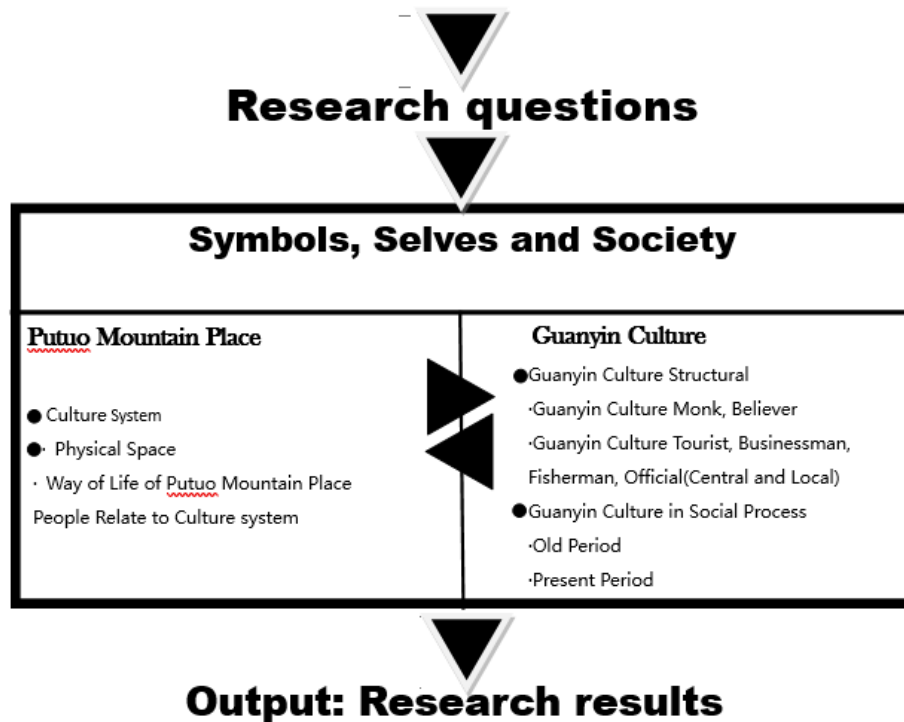 Research questions
Symbols, Selves and Society
Putuo Mountain Place
● Culture System
●· Physical Space
· Way of Life of Putuo Mountain Place
People Relate to Culture system
Guanyin Culture
●Guanyin Culture Structural
·Guanyin Culture Monk, Believer
·Guanyin Culture Tourist, Businessman,
Fisherman, Official(Central and Local)
●Guanyin Culture in Social Process
·Old Period
·Present Period
Output: Research results